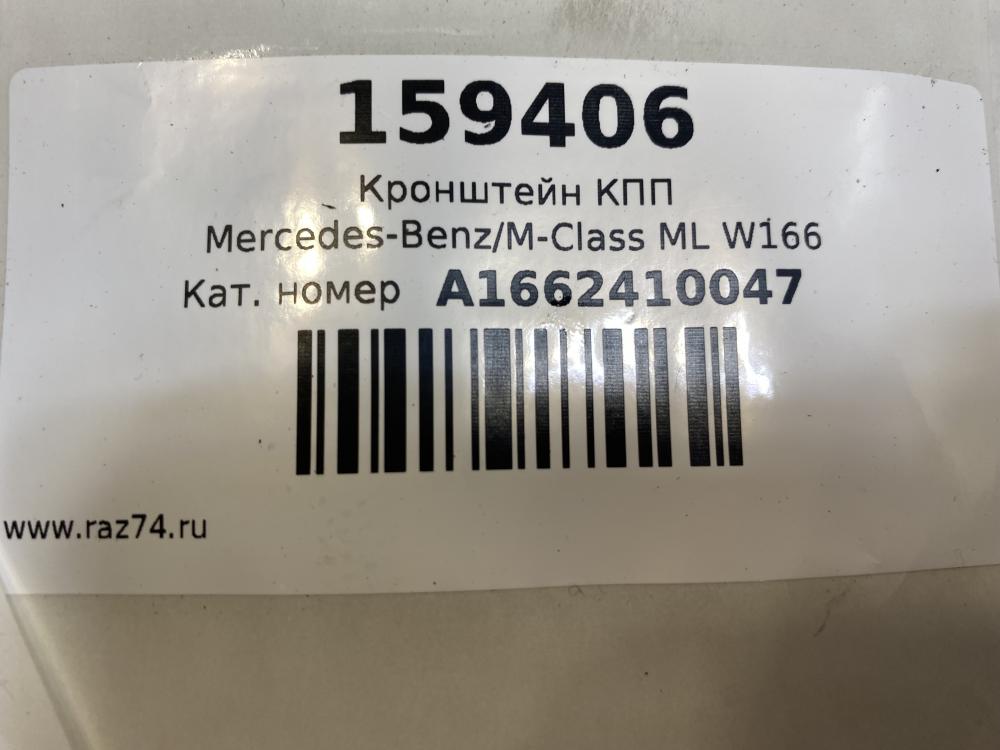 159406
Кронштейн КПП
Mercedes-Benz/M-Class ML W166
Кат. номер A1662410047
www.raz74.ru